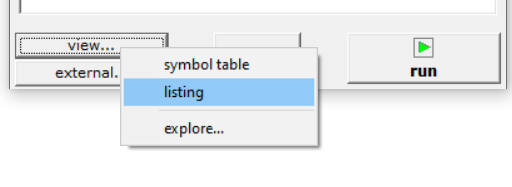 view...
external.
symbol table
listing
explore...
run